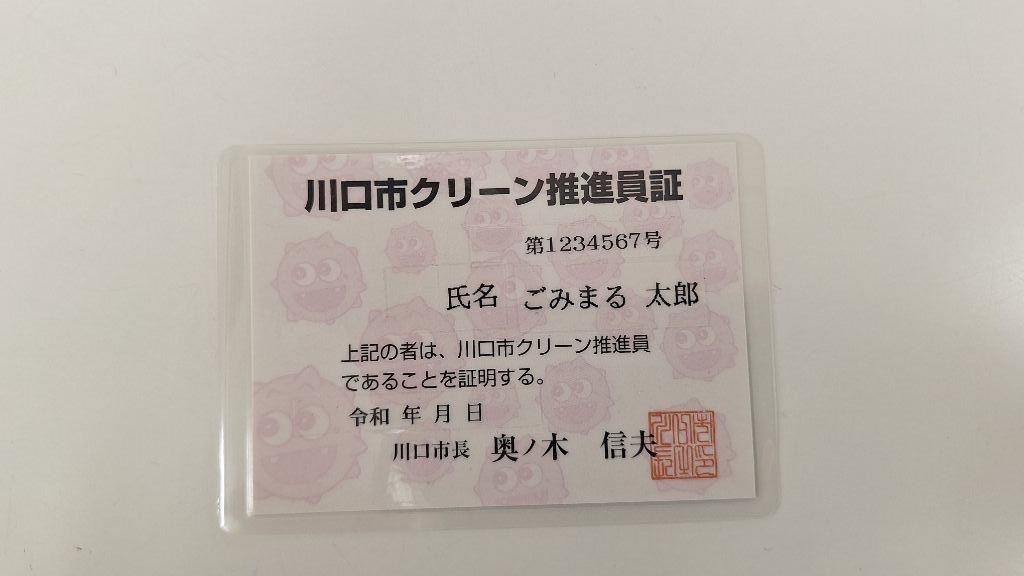 川口市クリーン推進員証
第1234567号
氏名 ごみまる 太郎
上記の者は、川口市クリーン推進員
であることを証明する。
令和 年 月 日
川口市長 奥ノ木 信夫